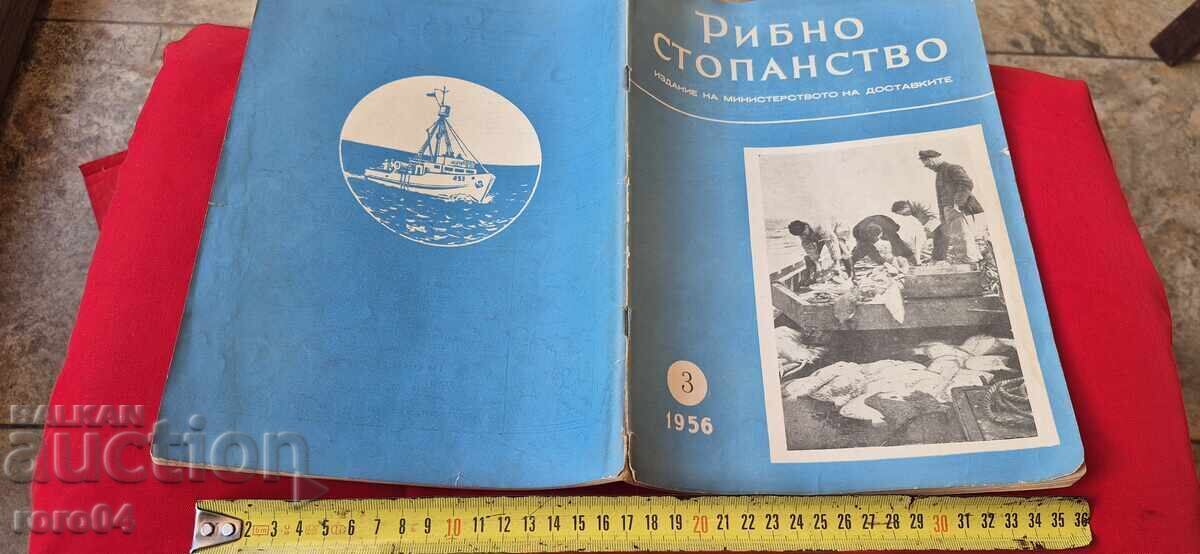 РИБНО
СТОПАНСТВО
ИЗДАНИЕ НА МИНИСТЕРСТВОТО НА ДОСТАВКИТЕ
3
1956
451
BALKAN
auction
roro04
2 3 4 5 6 7 8 9 10 11 12 13 14 15 16 17 18 19 20 21 22 23 24 25 26 27 28 29 30 31 32 33 34 35 36